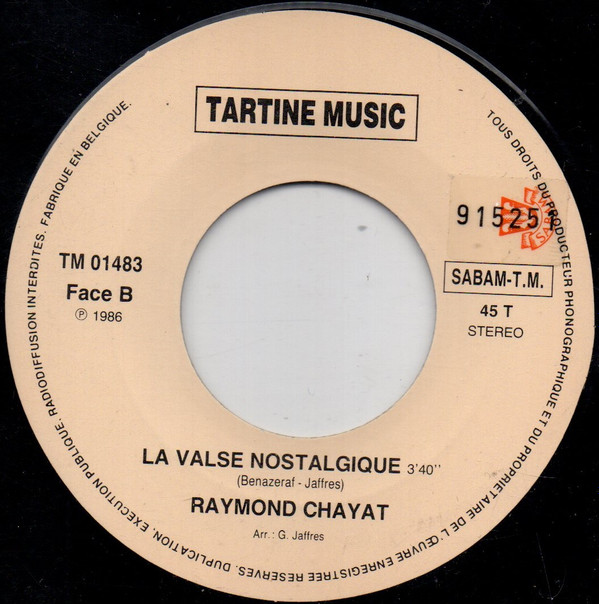 TARTINE MUSIC
TM 01483
Face B
℗ 1986
SABAM-T.M.
45 T
STEREO
LA VALSE NOSTALGIQUE 3'40''
(Benazeraf - Jaffres)
RAYMOND CHAYAT
Arr.: G. Jaffres
TOUS DROITS DU PRODUCTEUR PHONOGRAPHIQUE ET DU PROPRIETAIRE DE L'ŒUVRE ENREGISTREE RESERVES. DUPLICATION, EXECUTION PUBLIQUE, RADIODIFFUSION INTERDITES. FABRIQUE EN BELGIQUE.